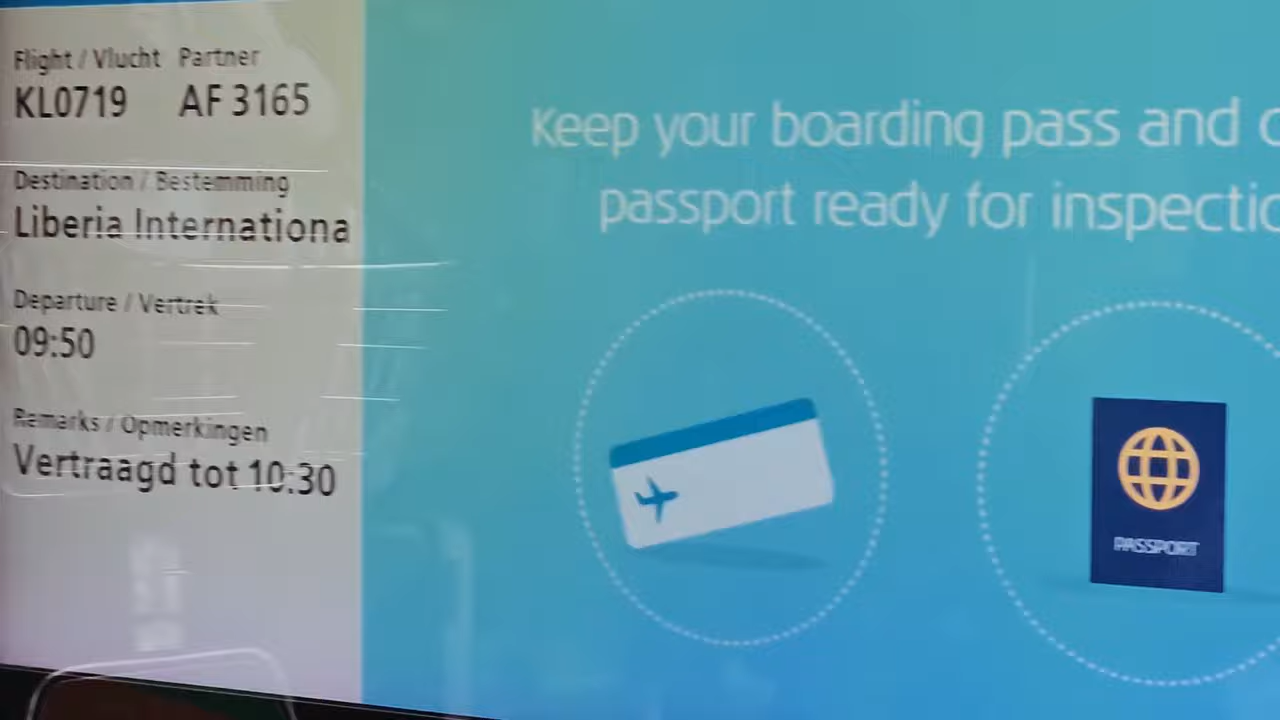 Flight / Vlucht Partner
KL0719 AF 3165
Destination / Bestemming
Liberia Internationa
Departure / Vertrek
09:50
Remarks / Opmerkingen
Vertraagd tot 10:30
Keep your boarding pass and
passport ready for inspectio
PASSPORT